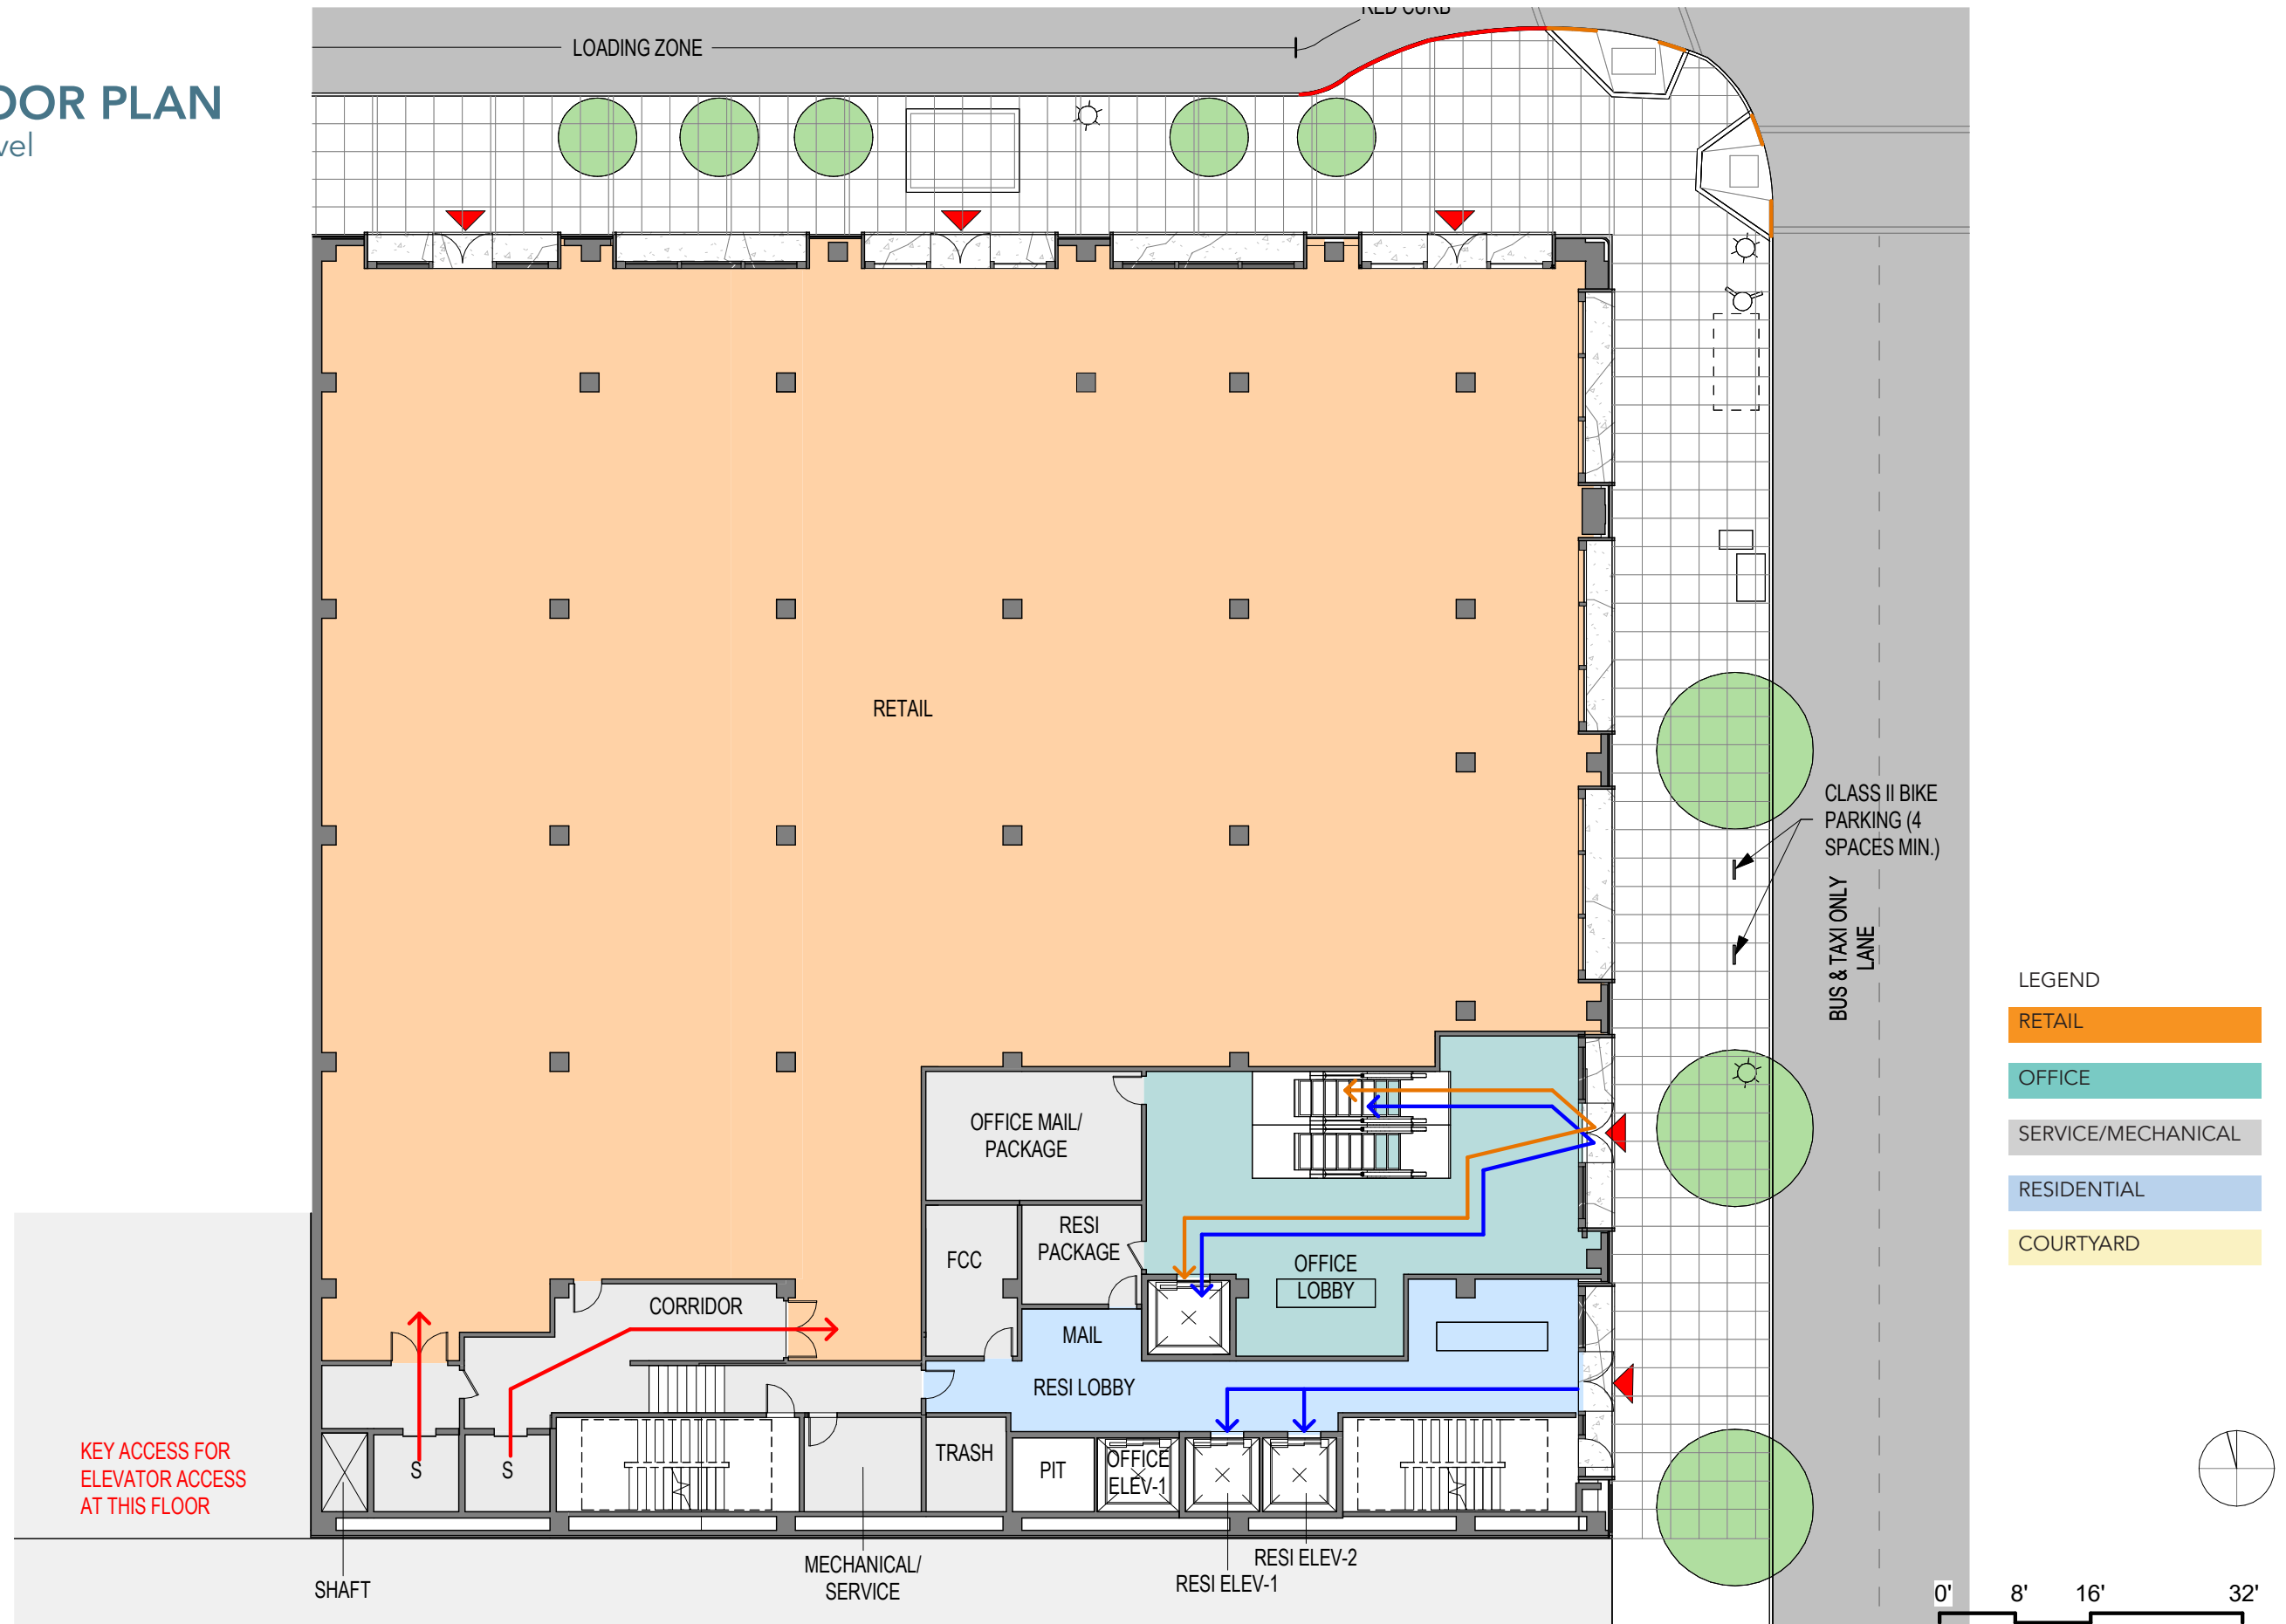 RED CURB
LOADING ZONE
OOR PLAN
vel
RETAIL
CLASS II BIKE
PARKING (4
SPACES MIN.)
BUS & TAXI ONLY
LANE
LEGEND
RETAIL
OFFICE
SERVICE/MECHANICAL
RESIDENTIAL
COURTYARD
OFFICE MAIL/
PACKAGE
RESI
PACKAGE
FCC
OFFICE
LOBBY
CORRIDOR
MAIL
RESI LOBBY
KEY ACCESS FOR
ELEVATOR ACCESS
AT THIS FLOOR
S
S
TRASH
PIT
OFFICE
ELEV-1
SHAFT
MECHANICAL/
SERVICE
RESI ELEV-1
RESI ELEV-2
0' 8' 16' 32'